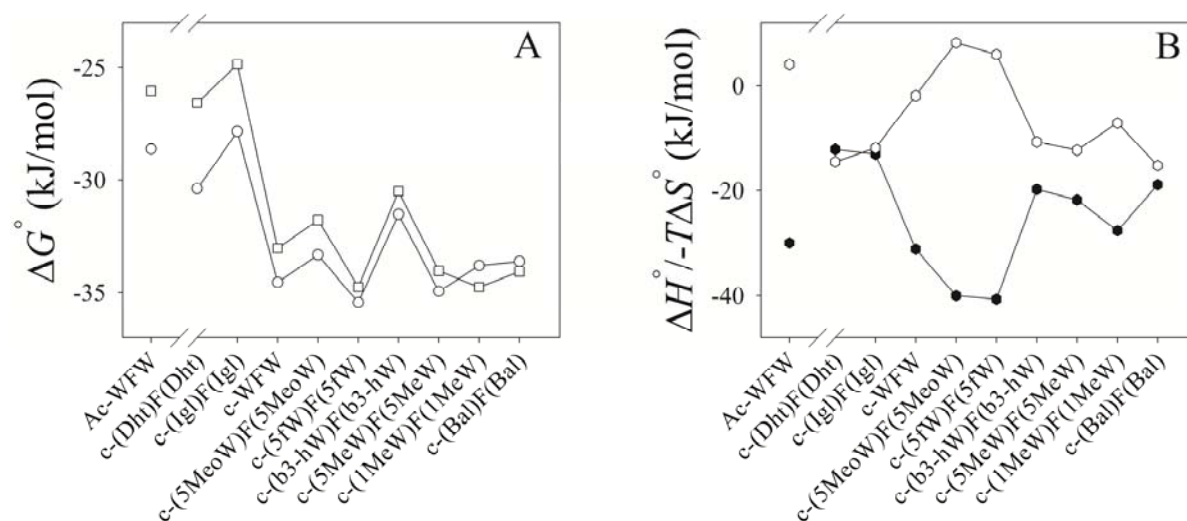 A
ΔG° (kJ/mol)
-25
-30
-35
Ac-WFW
c-(Dht)F(Dht)
c-(Igl)F(Igl)
c-WFW
c-(5MeoW)F(5MeoW)
c-(5fW)F(5fW)
c-(b3-hW)F(b3-hW)
c-(5MeW)F(5MeW)
c-(1MeW)F(1MeW)
c-(Bal)F(Bal)
B
ΔH°/-TΔS° (kJ/mol)
0
-20
-40
Ac-WFW
c-(Dht)F(Dht)
c-(Igl)F(Igl)
c-WFW
c-(5MeoW)F(5MeoW)
c-(5fW)F(5fW)
c-(b3-hW)F(b3-hW)
c-(5MeW)F(5MeW)
c-(1MeW)F(1MeW)
c-(Bal)F(Bal)